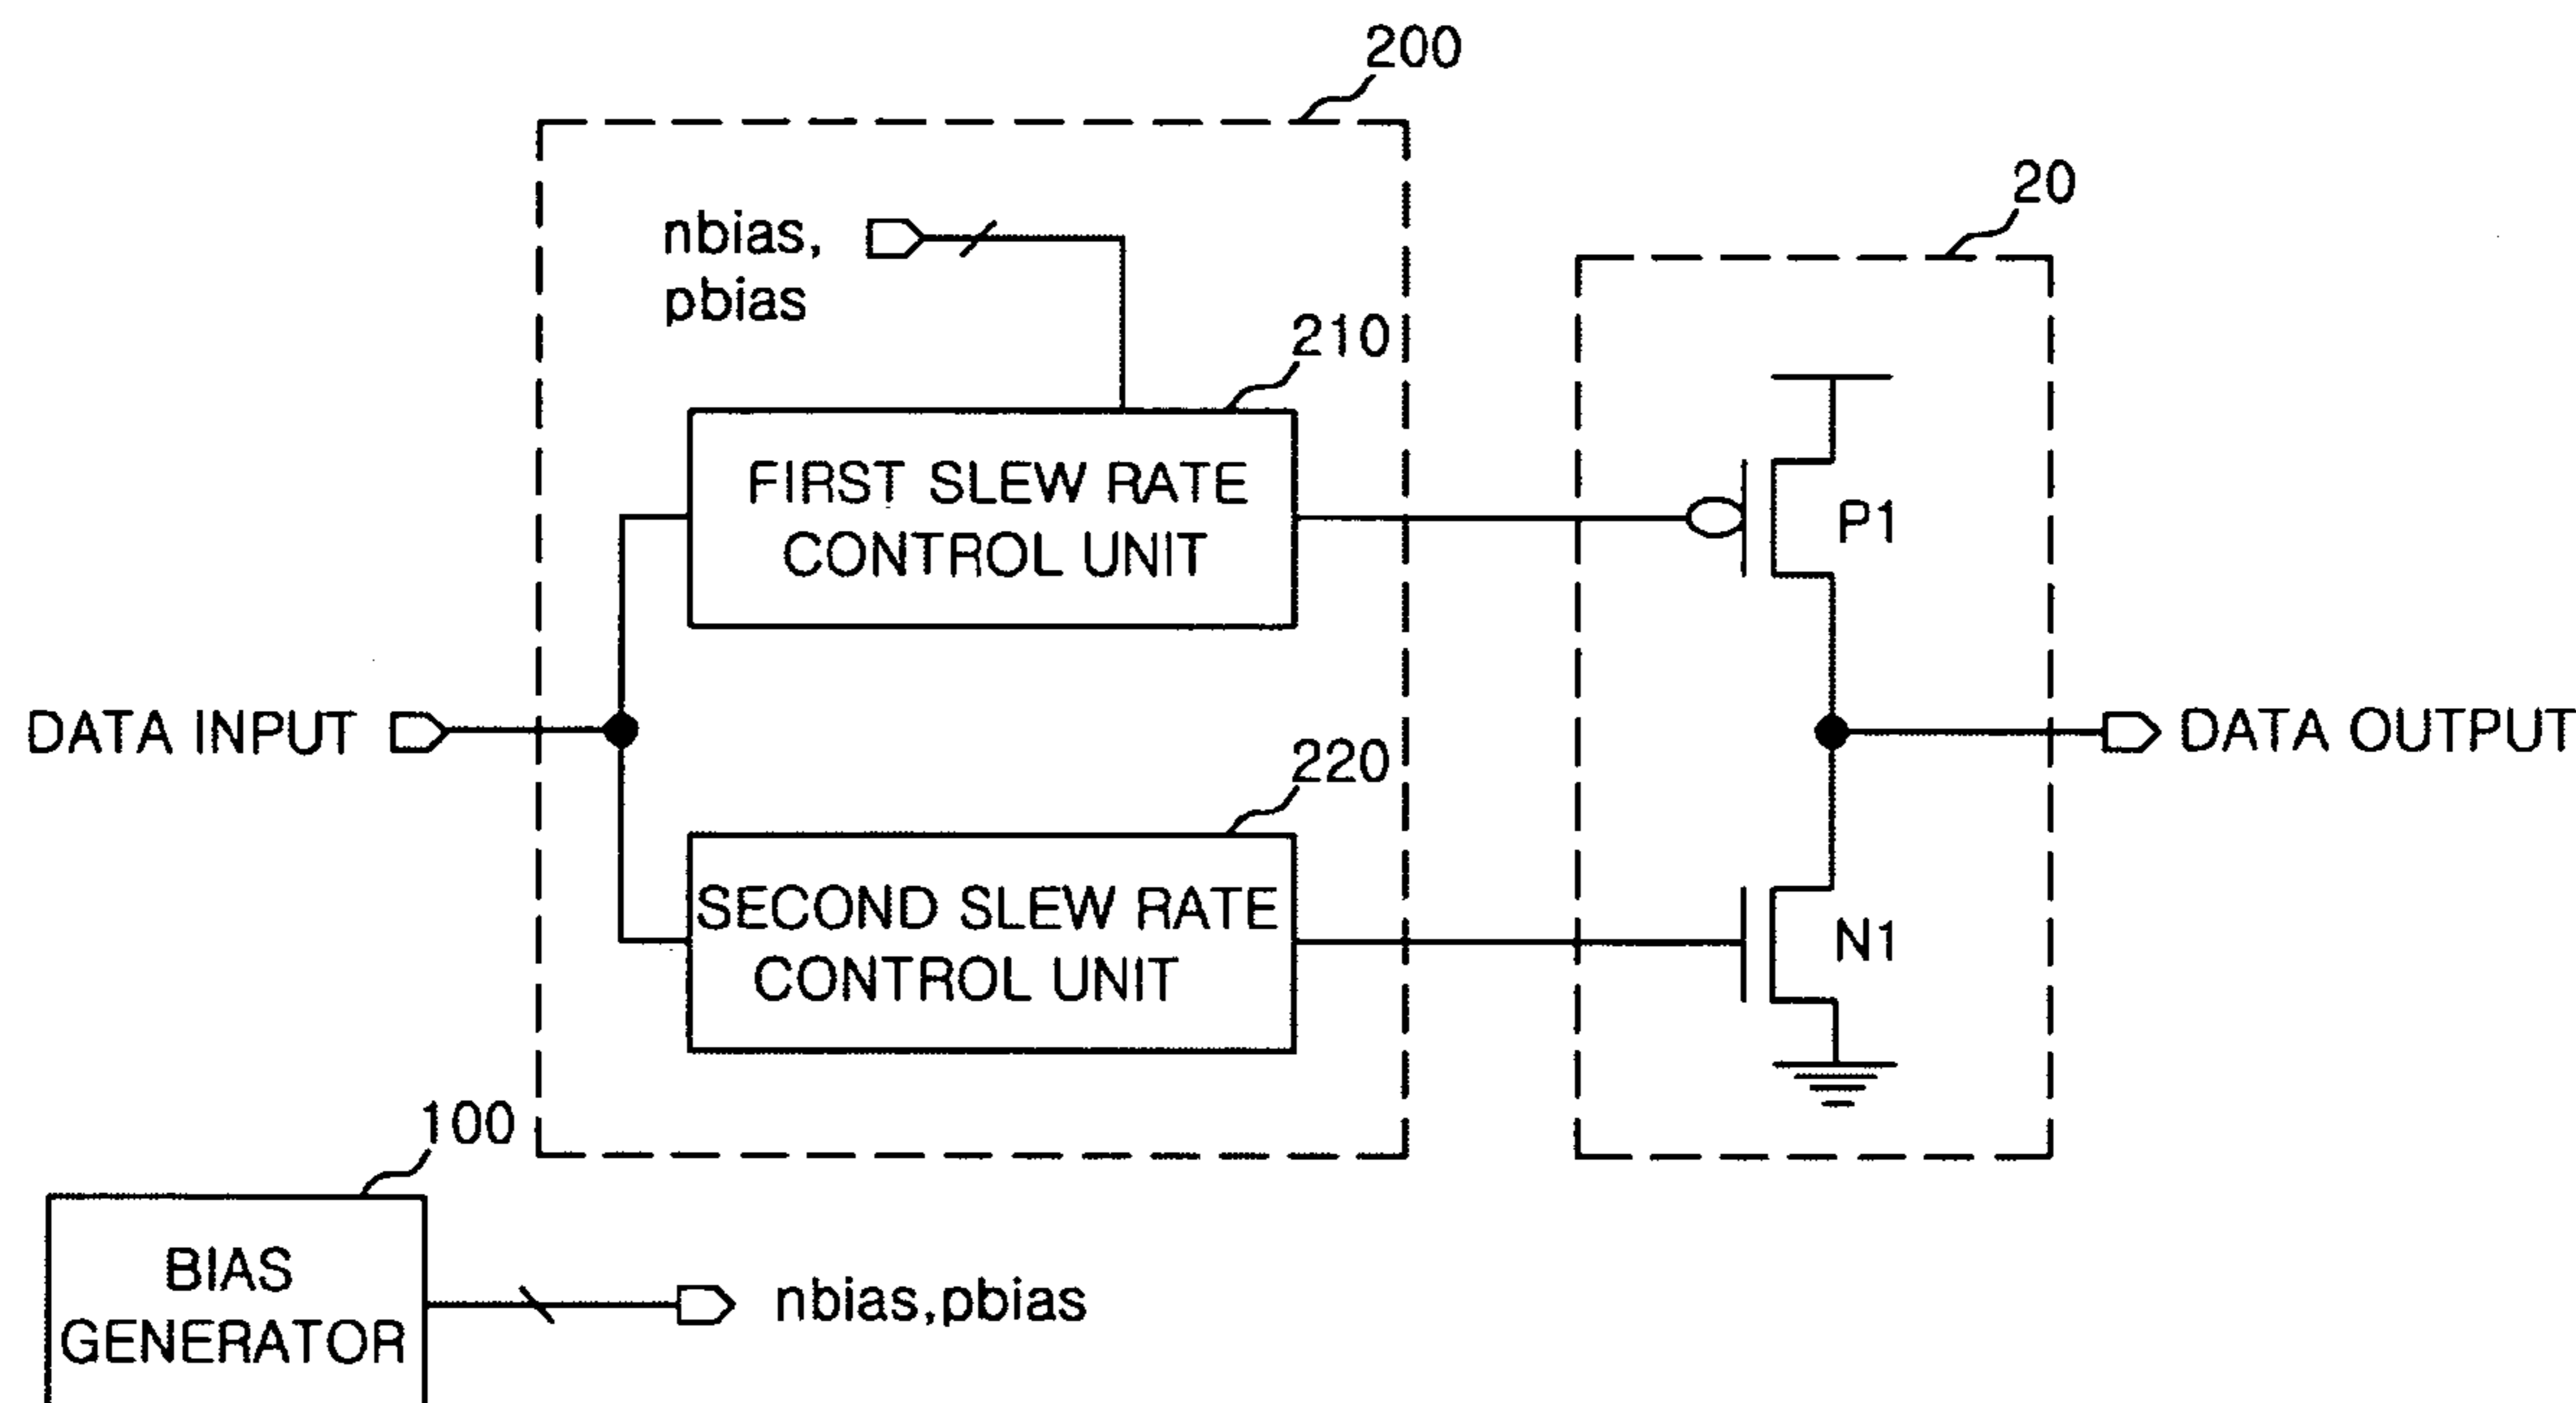 200
20
nbias,
pbias
210
FIRST SLEW RATE
CONTROL UNIT
P1
DATA INPUT
DATA OUTPUT
220
SECOND SLEW RATE
CONTROL UNIT
N1
100
BIAS
GENERATOR
nbias,pbias